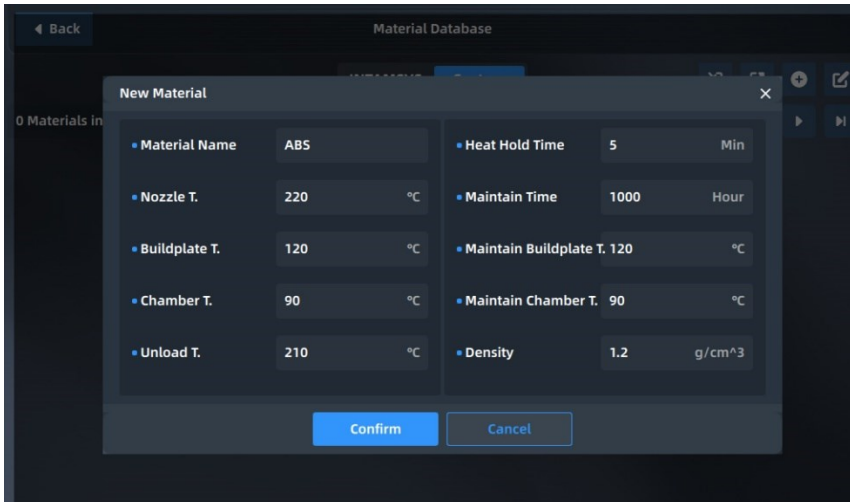 Back
Material Database
New Material
0 Materials in
Material Name ABS
Nozzle T. 220 °C
Buildplate T. 120 °C
Chamber T. 90 °C
Unload T. 210 °C
Heat Hold Time 5 Min
Maintain Time 1000 Hour
Maintain Buildplate T. 120 °C
Maintain Chamber T. 90 °C
Density 1.2 g/cm^3
Confirm
Cancel